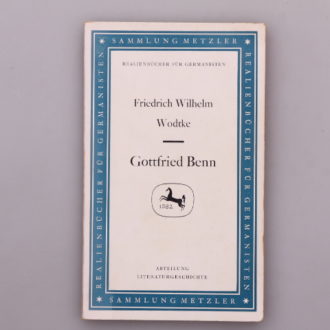 SAMMLUNG METZLER
REALIENBÜCHER FÜR GERMANISTEN
REALIENBÜCHER FÜR GERMANISTEN
REALIENBÜCHER FÜR GERMANISTEN
Friedrich Wilhelm
Wodtke
Gottfried Benn
1682
ABTEILUNG
LITERATURGESCHICHTE
SAMMLUNG METZLER